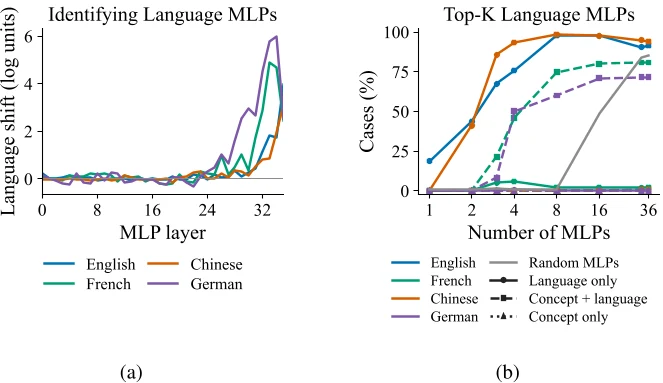 Identifying Language MLPs
Language shift (log units)
6
4
2
0
0 8 16 24 32
MLP layer
English
French
Chinese
German
(a)
Top-K Language MLPs
Cases (%)
100
75
50
25
0
1 2 4 8 16 36
Number of MLPs
English
French
Chinese
German
Random MLPs
Language only
Concept + language
Concept only
(b)